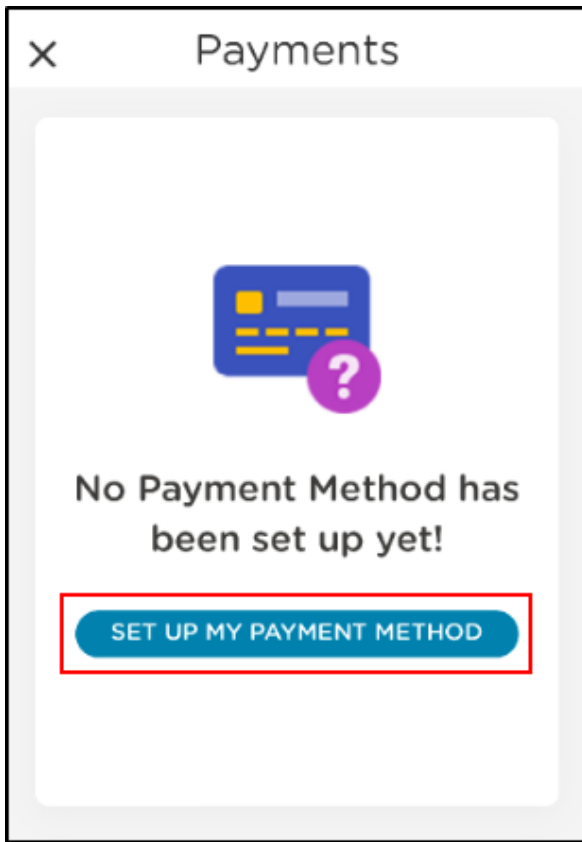 Payments
No Payment Method has
been set up yet!
SET UP MY PAYMENT METHOD